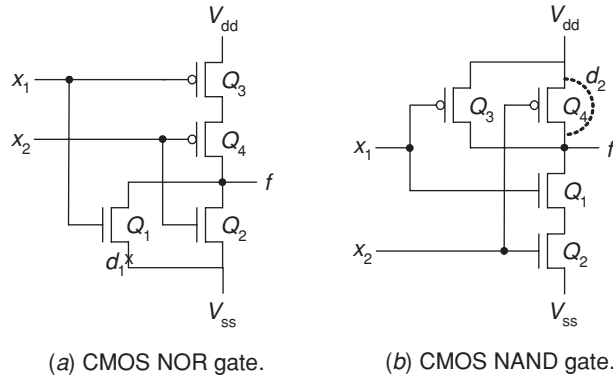 V_dd
x_1
Q_3
x_2
Q_4
f
Q_1
Q_2
d_1 x
V_ss
(a) CMOS NOR gate.
V_dd
d_2
Q_3
Q_4
x_1
f
Q_1
x_2
Q_2
V_ss
(b) CMOS NAND gate.